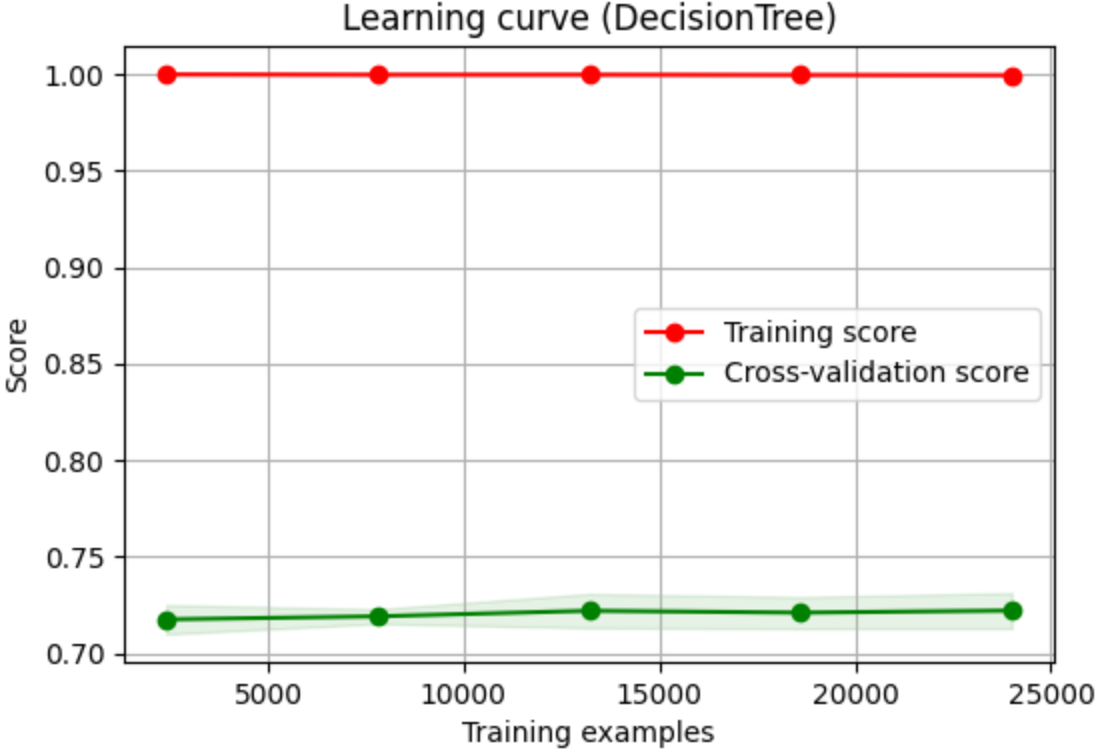 Learning curve (DecisionTree)
1.00
0.95
0.90
0.85
0.80
0.75
0.70
Score
Training score
Cross-validation score
5000 10000 15000 20000 25000
Training examples